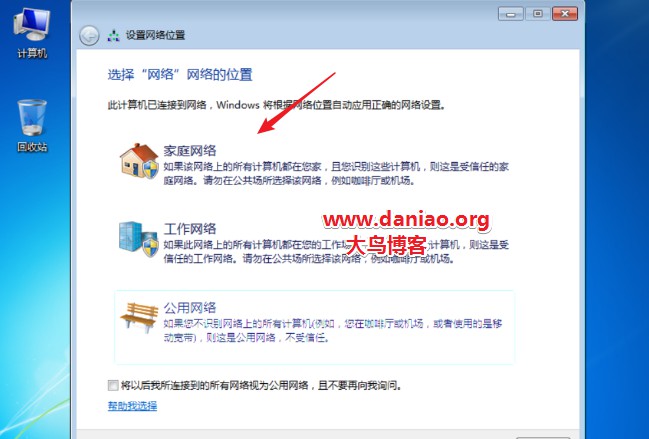 计算机
回收站
设置网络位置
选择“网络”网络的位置
此计算机已连接到网络，Windows 将根据网络位置自动应用正确的网络设置。
家庭网络
如果该网络上的所有计算机都在您家，且您识别这些计算机，则这是受信任的家
庭网络。请勿在公共场所选择该网络，例如咖啡厅或机场。
工作网络
如果此网络上的所有计算机都在您的工作场 计算机，则这是受
信任的工作网络。请勿在公共场所选择该网络，例如咖啡厅或机场。
www.daniao.org
大鸟博客
公用网络
如果您不识别网络上的所有计算机(例如，您在咖啡厅或机场，或者使用的是移
动宽带)，则这是公用网络，不受信任。
将以后我所连接到的所有网络视为公用网络，且不要再向我询问。
帮助我选择